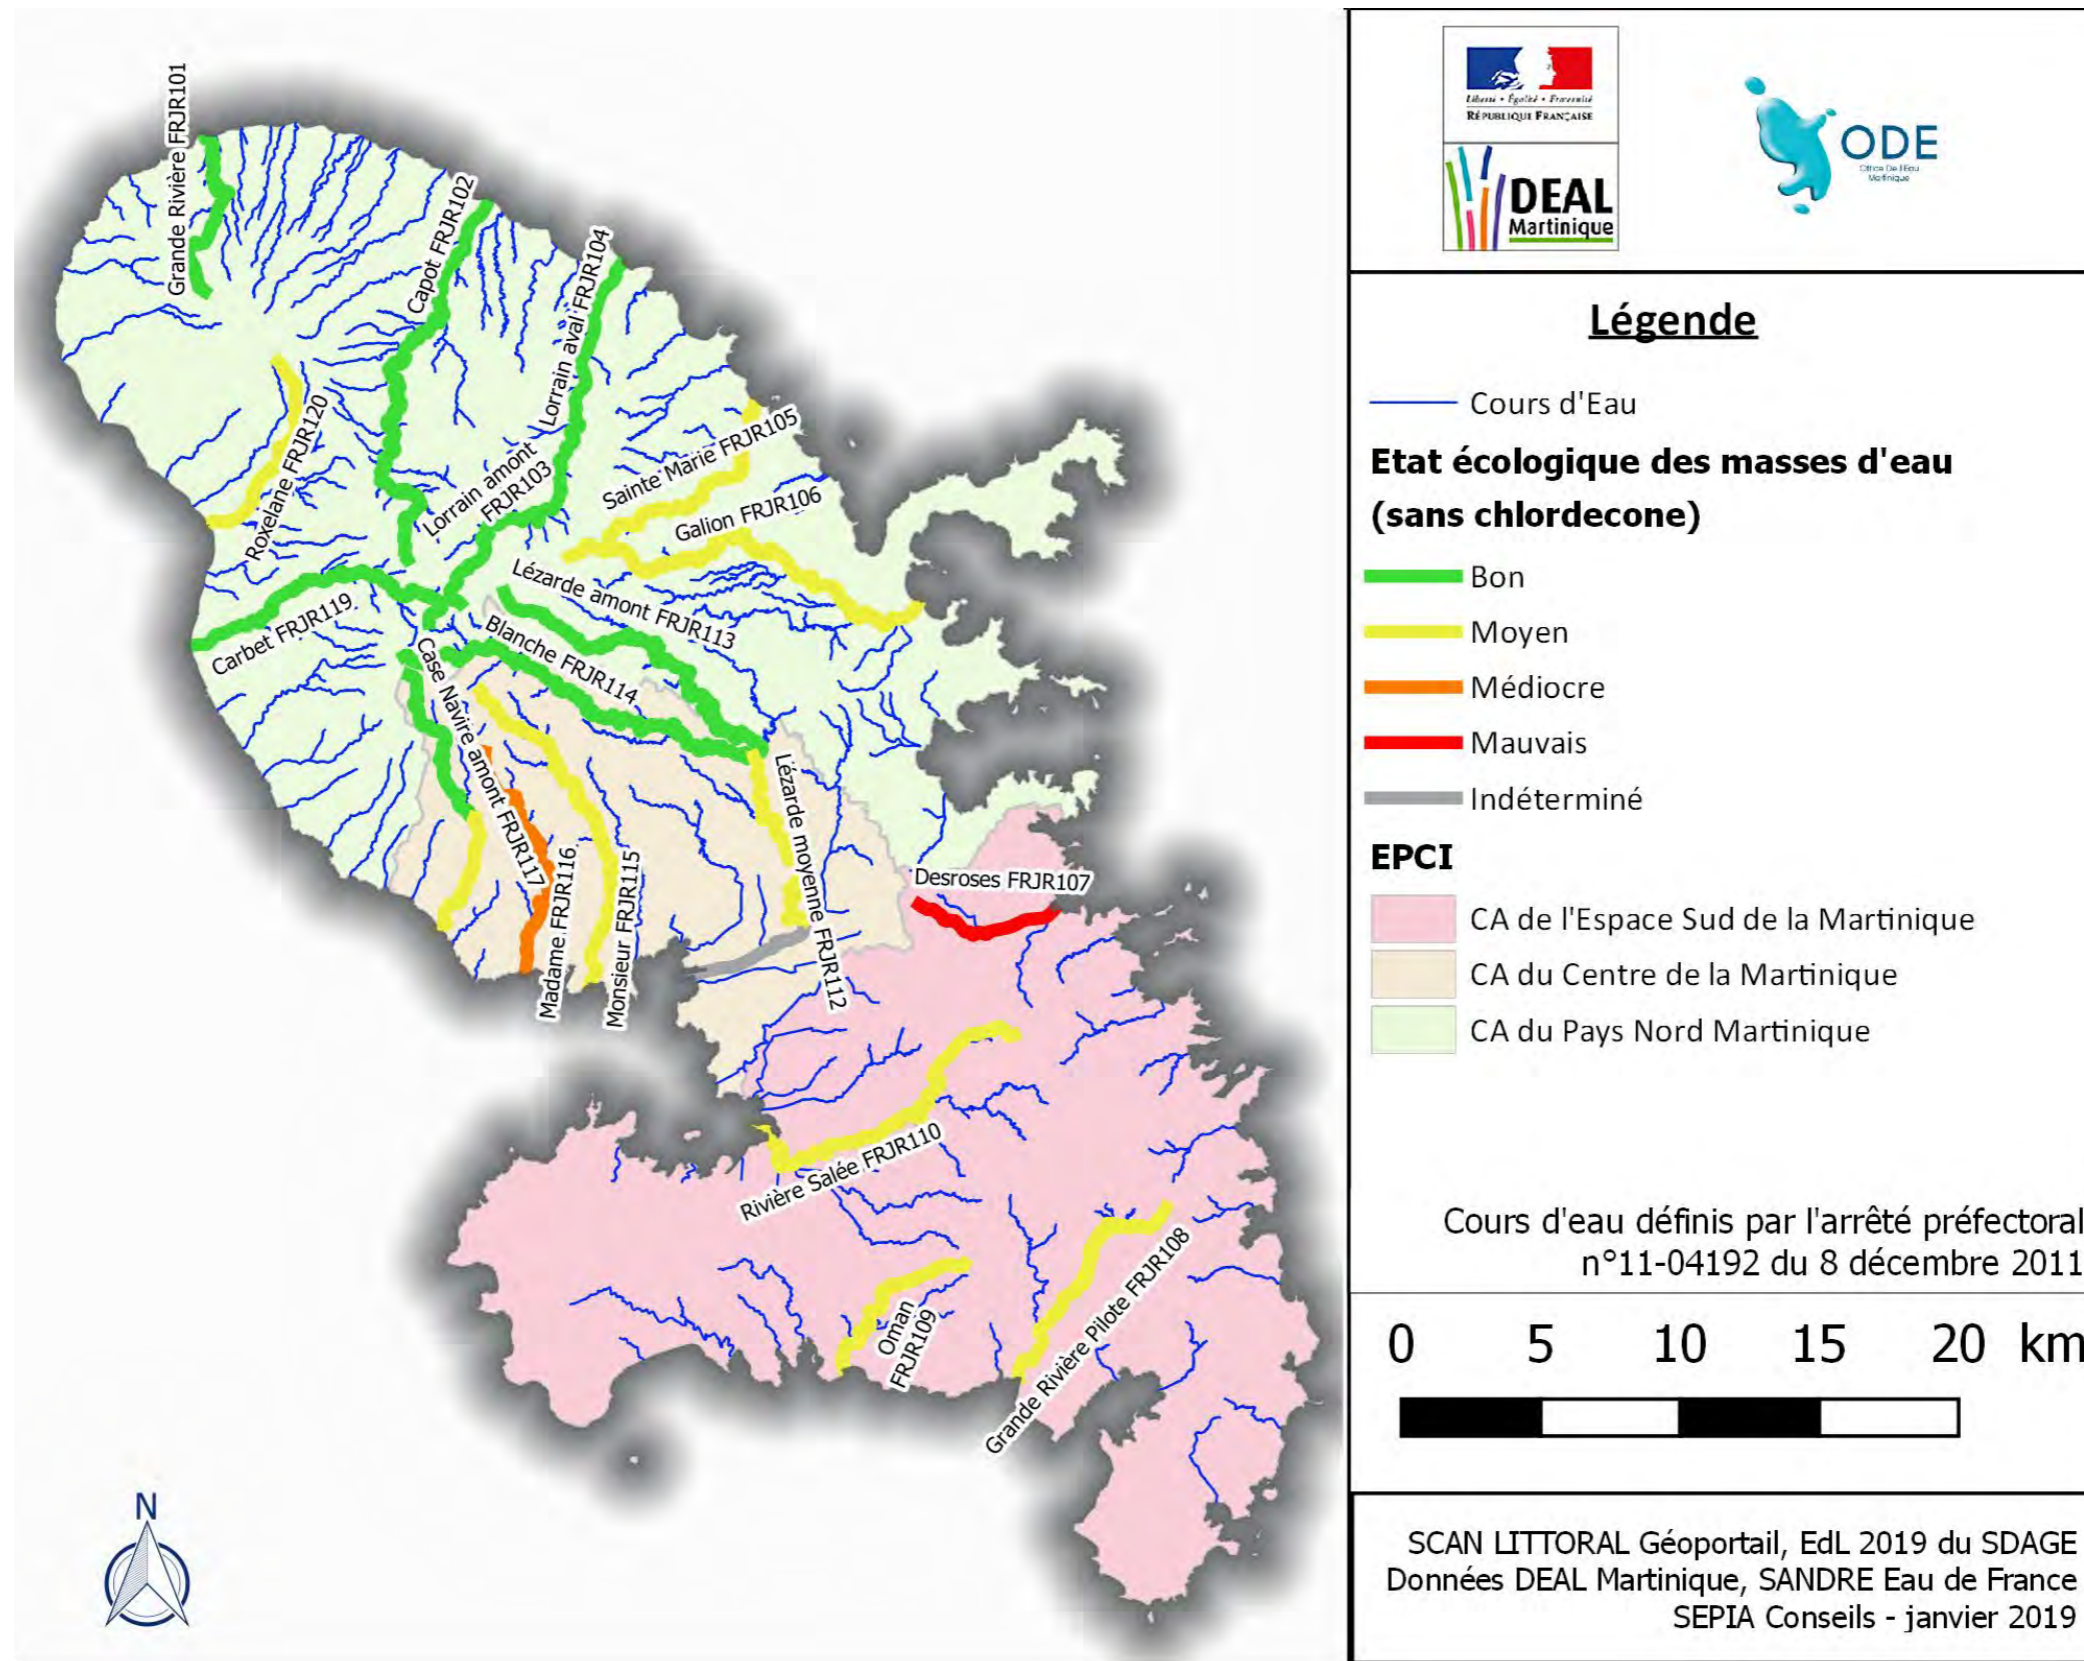 Grande Rivière FRJR101
Capot FRJR102
Lorrain aval FRJR104
Lorrain amont
FRJR103
Roxelane FRJR120
Sainte Marie FRJR105
Galion FRJR106
Lézarde amont FRJR113
Blanche FRJR114
Carbet FRJR119
Case Navire amont FRJR117
Madame FRJR116
Monsieur FRJR115
Lézarde moyenne FRJR112
Desroses FRJR107
Rivière Salée FRJR110
Oman
FRJR109
Grande Rivière Pilote FRJR108
N
Liberté • Égalité • Fraternité
RÉPUBLIQUE FRANÇAISE
DEAL
Martinique
ODE
Office De l'Eau
Martinique
Légende
Cours d'Eau
Etat écologique des masses d'eau
(sans chlordecone)
Bon
Moyen
Médiocre
Mauvais
Indéterminé
EPCI
CA de l'Espace Sud de la Martinique
CA du Centre de la Martinique
CA du Pays Nord Martinique
Cours d'eau définis par l'arrêté préfectoral
n°11-04192 du 8 décembre 2011
0 5 10 15 20 km
SCAN LITTORAL Géoportail, EdL 2019 du SDAGE
Données DEAL Martinique, SANDRE Eau de France
SEPIA Conseils - janvier 2019